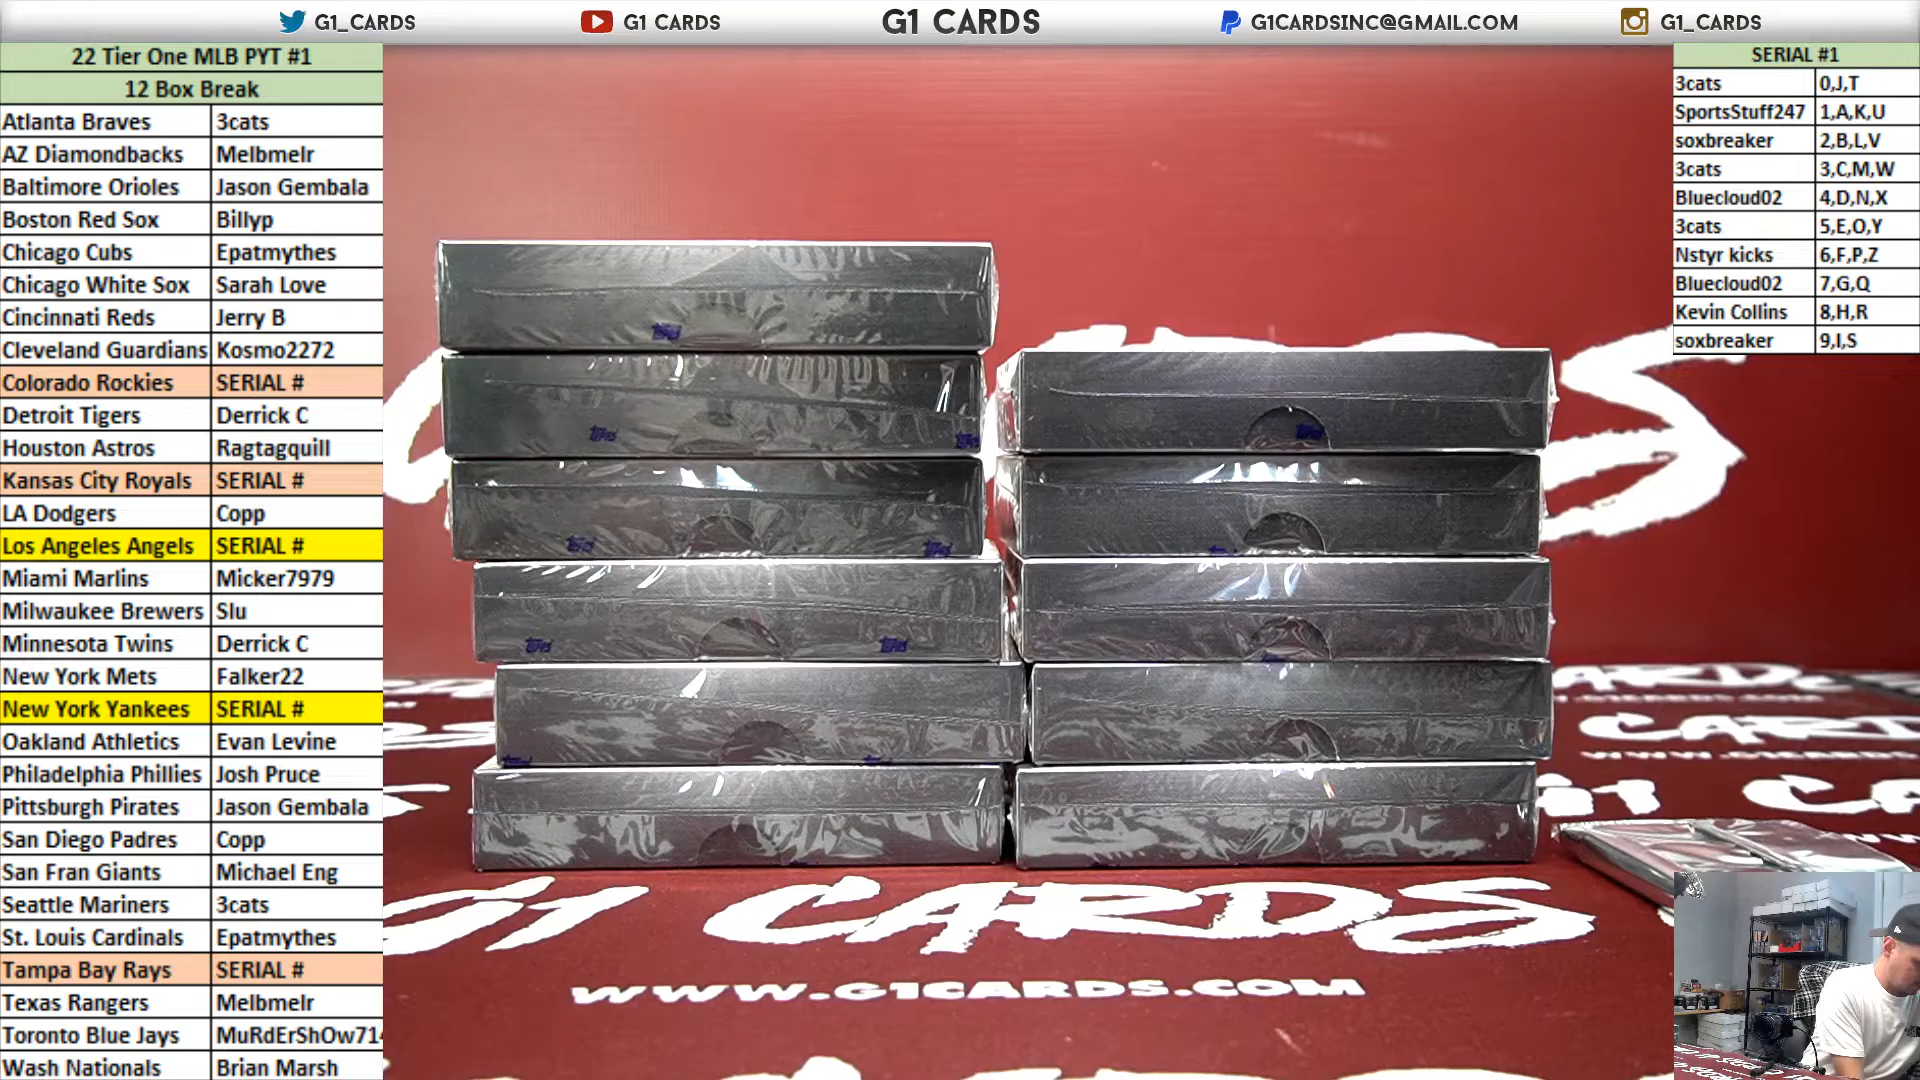 G1_CARDS G1 CARDS G1 CARDS G1CARDSINC@GMAIL.COM G1_CARDS
22 Tier One MLB PYT #1
12 Box Break
Atlanta Braves 3cats
AZ Diamondbacks Melbmelr
Baltimore Orioles Jason Gembala
Boston Red Sox Billyp
Chicago Cubs Epatmythes
Chicago White Sox Sarah Love
Cincinnati Reds Jerry B
Cleveland Guardians Kosmo2272
Colorado Rockies SERIAL #
Detroit Tigers Derrick C
Houston Astros Ragtagquill
Kansas City Royals SERIAL #
LA Dodgers Copp
Los Angeles Angels SERIAL #
Miami Marlins Micker7979
Milwaukee Brewers Slu
Minnesota Twins Derrick C
New York Mets Falker22
New York Yankees SERIAL #
Oakland Athletics Evan Levine
Philadelphia Phillies Josh Pruce
Pittsburgh Pirates Jason Gembala
San Diego Padres Copp
San Fran Giants Michael Eng
Seattle Mariners 3cats
St. Louis Cardinals Epatmythes
Tampa Bay Rays SERIAL #
Texas Rangers Melbmelr
Toronto Blue Jays MuRdErShOw714
Wash Nationals Brian Marsh
SERIAL #1
3cats 0,J,T
SportsStuff247 1,A,K,U
soxbreaker 2,B,L,V
3cats 3,C,M,W
Bluecloud02 4,D,N,X
3cats 5,E,O,Y
Nstyr kicks 6,F,P,Z
Bluecloud02 7,G,Q
Kevin Collins 8,H,R
soxbreaker 9,I,S
G1 CARDS
WWW.G1CARDS.COM